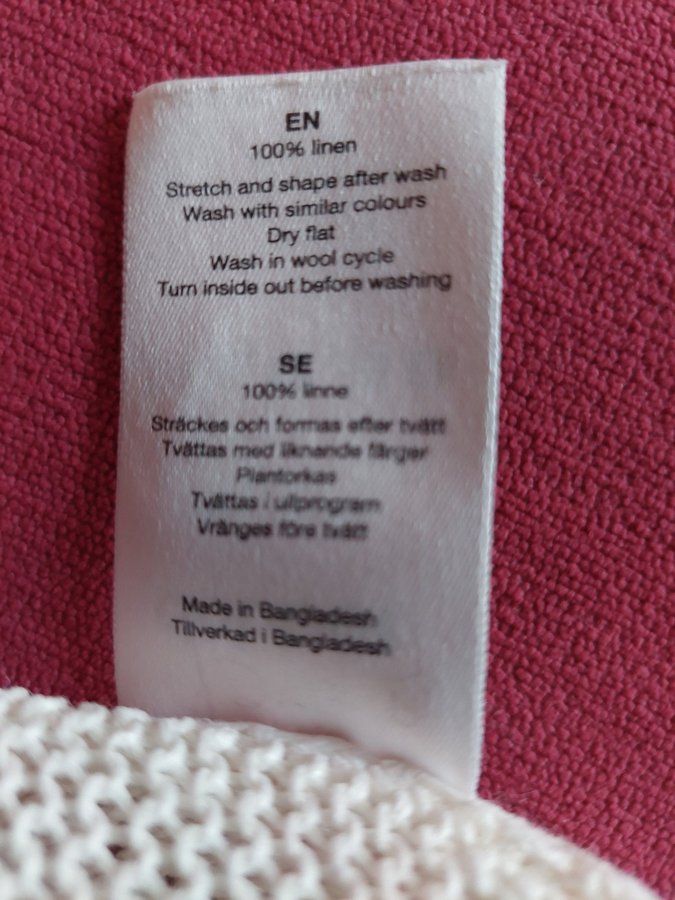 EN
100% linen
Stretch and shape after wash
Wash with similar colours
Dry flat
Wash in wool cycle
Turn inside out before washing
SE
100% linne
Sträckes och formas efter tvätt
Tvättas med liknande färger
Plantorkas
Tvättas i ullprogram
Vränges före tvätt
Made in Bangladesh
Tillverkad i Bangladesh